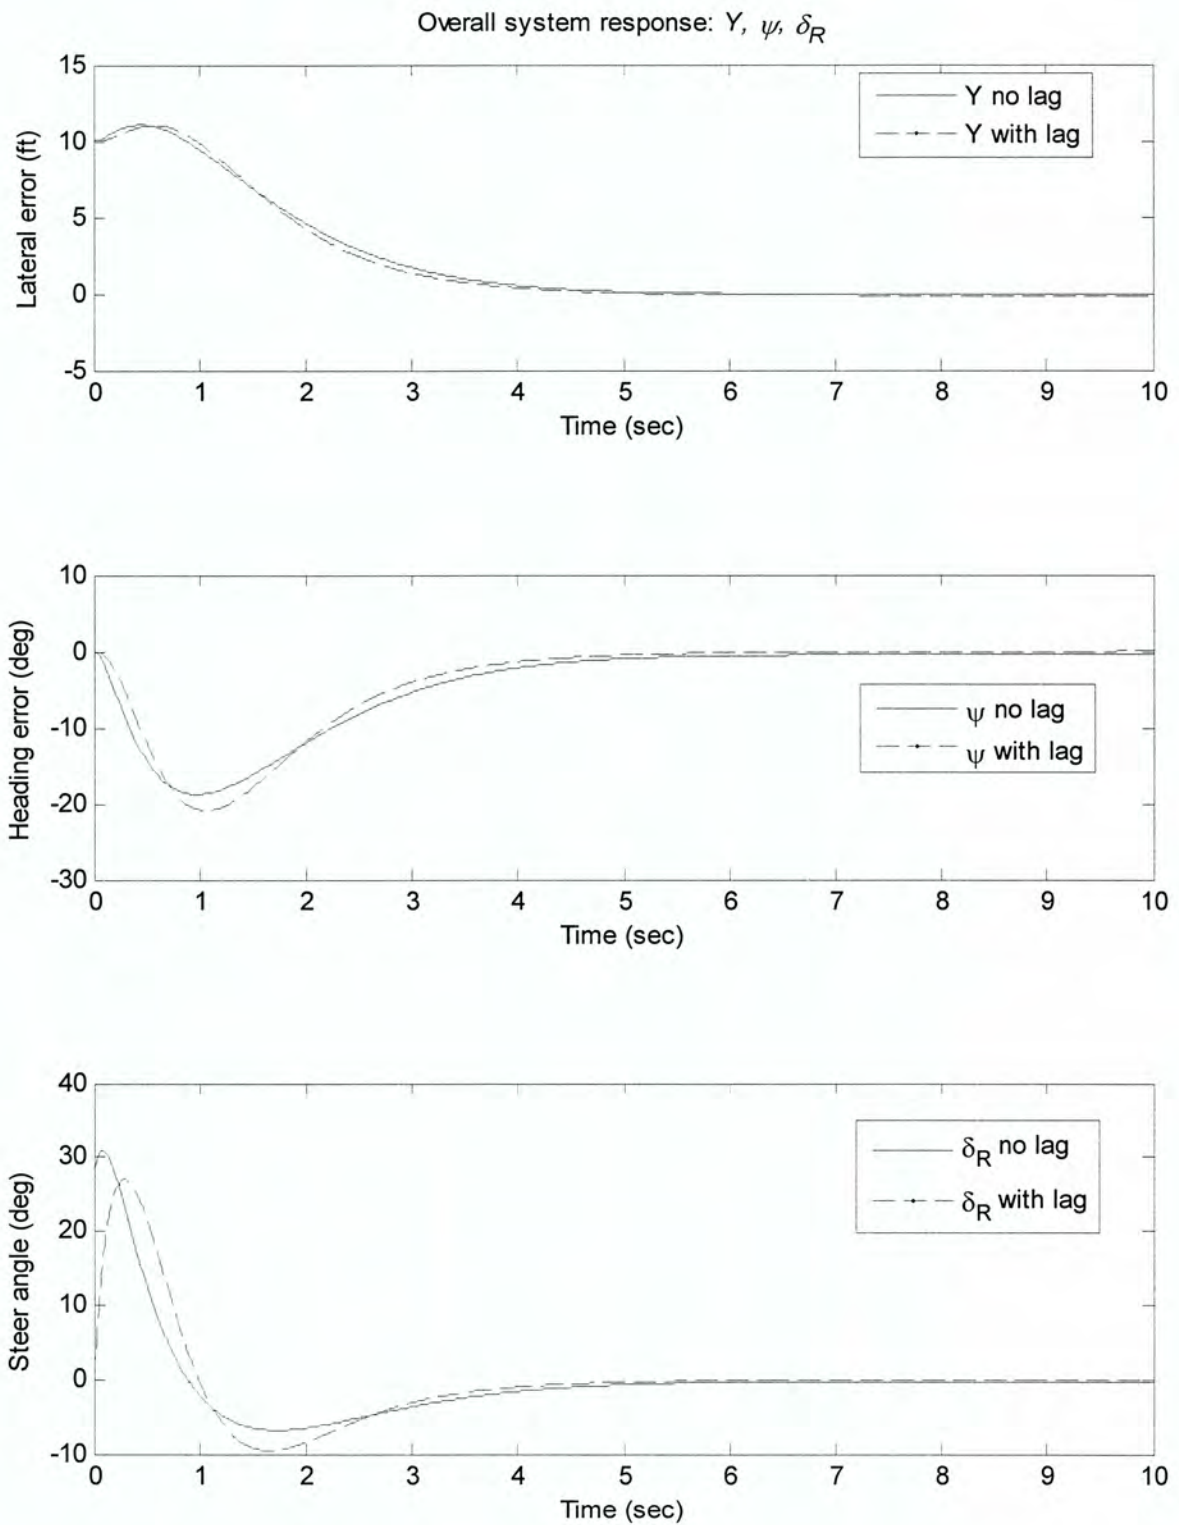 Overall system response: Y, ψ, δR
15
10
5
0
-5
Lateral error (ft)
Y no lag
Y with lag
0 1 2 3 4 5 6 7 8 9 10
Time (sec)
10
0
-10
-20
-30
Heading error (deg)
ψ no lag
ψ with lag
0 1 2 3 4 5 6 7 8 9 10
Time (sec)
40
30
20
10
0
-10
Steer angle (deg)
δR no lag
δR with lag
0 1 2 3 4 5 6 7 8 9 10
Time (sec)